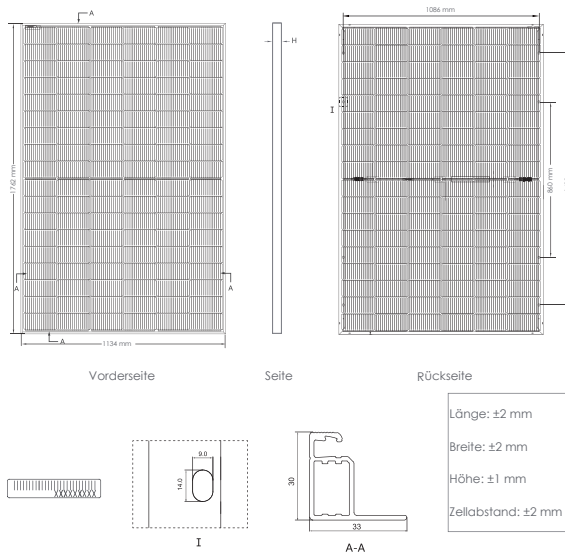 A
1086 mm
H
I
1762 mm
860 mm
A
A
A
1134 mm
Vorderseite
Seite
Rückseite
Länge: ±2 mm
Breite: ±2 mm
Höhe: ±1 mm
Zellabstand: ±2 mm
9.0
14.0
30
33
I
A-A